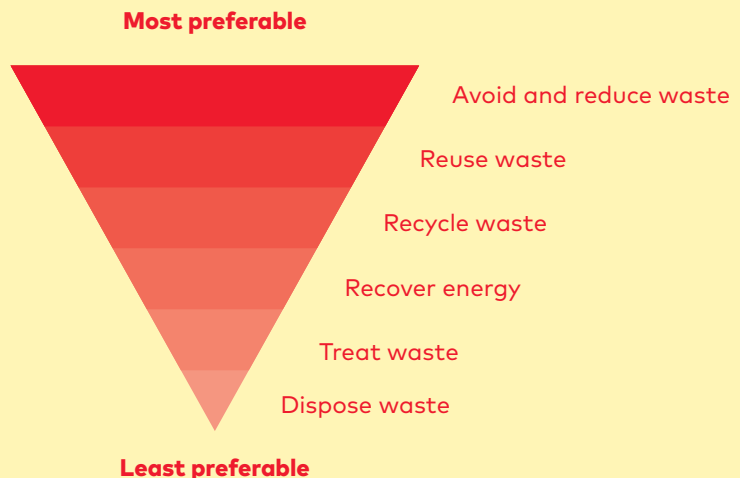 Most preferable
Avoid and reduce waste
Reuse waste
Recycle waste
Recover energy
Treat waste
Dispose waste
Least preferable